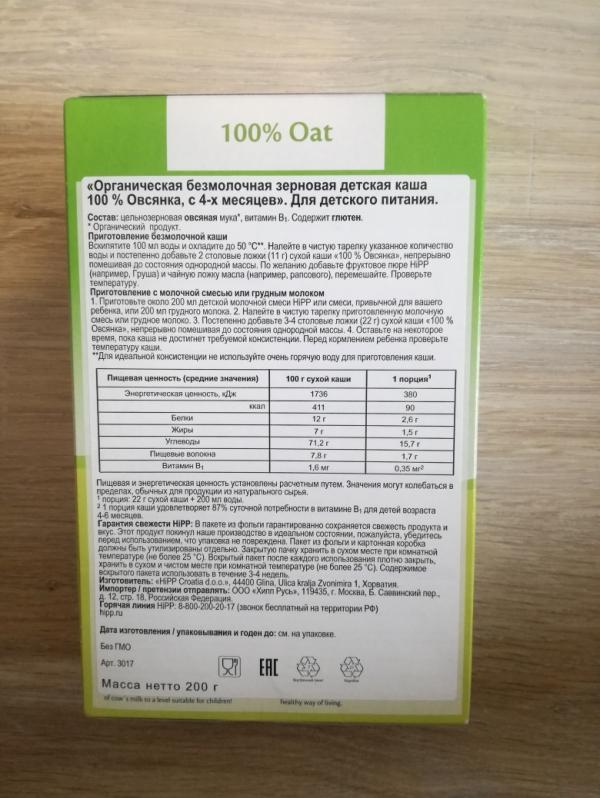 100% Oat
«Органическая безмолочная зерновая детская каша
100 % Овсянка, с 4-х месяцев». Для детского питания.
Состав: цельнозерновая овсяная мука*, витамин B₁. Содержит глютен.
* Органический продукт.
Приготовление безмолочной каши
Вскипятите 100 мл воды и охладите до 50 °C**. Налейте в чистую тарелку указанное количество
воды и постепенно добавьте 2 столовые ложки (11 г) сухой каши «100 % Овсянка», непрерывно
помешивая до состояния однородной массы. По желанию добавьте фруктовое пюре HiPP
(например, Груша) и чайную ложку масла (например, рапсового), перемешайте. Проверьте
температуру.
Приготовление с молочной смесью или грудным молоком
1. Приготовьте около 200 мл детской молочной смеси HiPP или смеси, привычной для вашего
ребенка, или 200 мл грудного молока. 2. Налейте в чистую тарелку приготовленную молочную
смесь или грудное молоко. 3. Постепенно добавьте 3-4 столовые ложки (22 г) сухой каши «100 %
Овсянка», непрерывно помешивая до состояния однородной массы. 4. Оставьте на некоторое
время, пока каша не достигнет требуемой консистенции. Перед кормлением ребенка проверьте
температуру каши.
**Для идеальной консистенции не используйте очень горячую воду для приготовления каши.
Пищевая ценность (средние значения) 100 г сухой каши 1 порция¹
Энергетическая ценность, кДж 1736 380
ккал 411 90
Белки 12 г 2,6 г
Жиры 7 г 1,5 г
Углеводы 71,2 г 15,7 г
Пищевые волокна 7,8 г 1,7 г
Витамин B₁ 1,6 мг 0,35 мг²
Пищевая и энергетическая ценность установлены расчетным путем. Значения могут колебаться в
пределах, обычных для продукции из натурального сырья.
¹ порция: 22 г сухой каши + 200 мл воды.
² 1 порция каши удовлетворяет 87% суточной потребности в витамине B₁ для детей возраста
4-6 месяцев.
Гарантия свежести HiPP: В пакете из фольги гарантированно сохраняется свежесть продукта и
вкус. Этот продукт покинул наше производство в идеальном состоянии, пожалуйста, убедитесь
перед использованием, что упаковка не повреждена. Пакет из фольги и картонная коробка
должны быть утилизированы отдельно. Закрытую пачку хранить в сухом месте при комнатной
температуре (не более 25 °C). Вскрытый пакет после каждого использования плотно закрыть,
хранить в сухом и чистом месте при комнатной температуре (не более 25 °C). Содержимое
вскрытого пакета использовать в течение 3-4 недель.
Изготовитель: «HiPP Croatia d.o.o.», 44400 Glina, Ulica kralja Zvonimira 1, Хорватия.
Импортер / претензии отправлять: ООО «Хипп Русь», 119435, г. Москва, Б. Саввинский пер.,
д. 12, стр. 18, Российская Федерация.
Горячая линия HiPP: 8-800-200-20-17 (звонок бесплатный на территории РФ)
hipp.ru
Дата изготовления / упаковывания и годен до: см. на упаковке.
Без ГМО
Арт. 3017
EAC
Масса нетто 200 г
of cow's milk to a level suitable for children! healthy way of living.